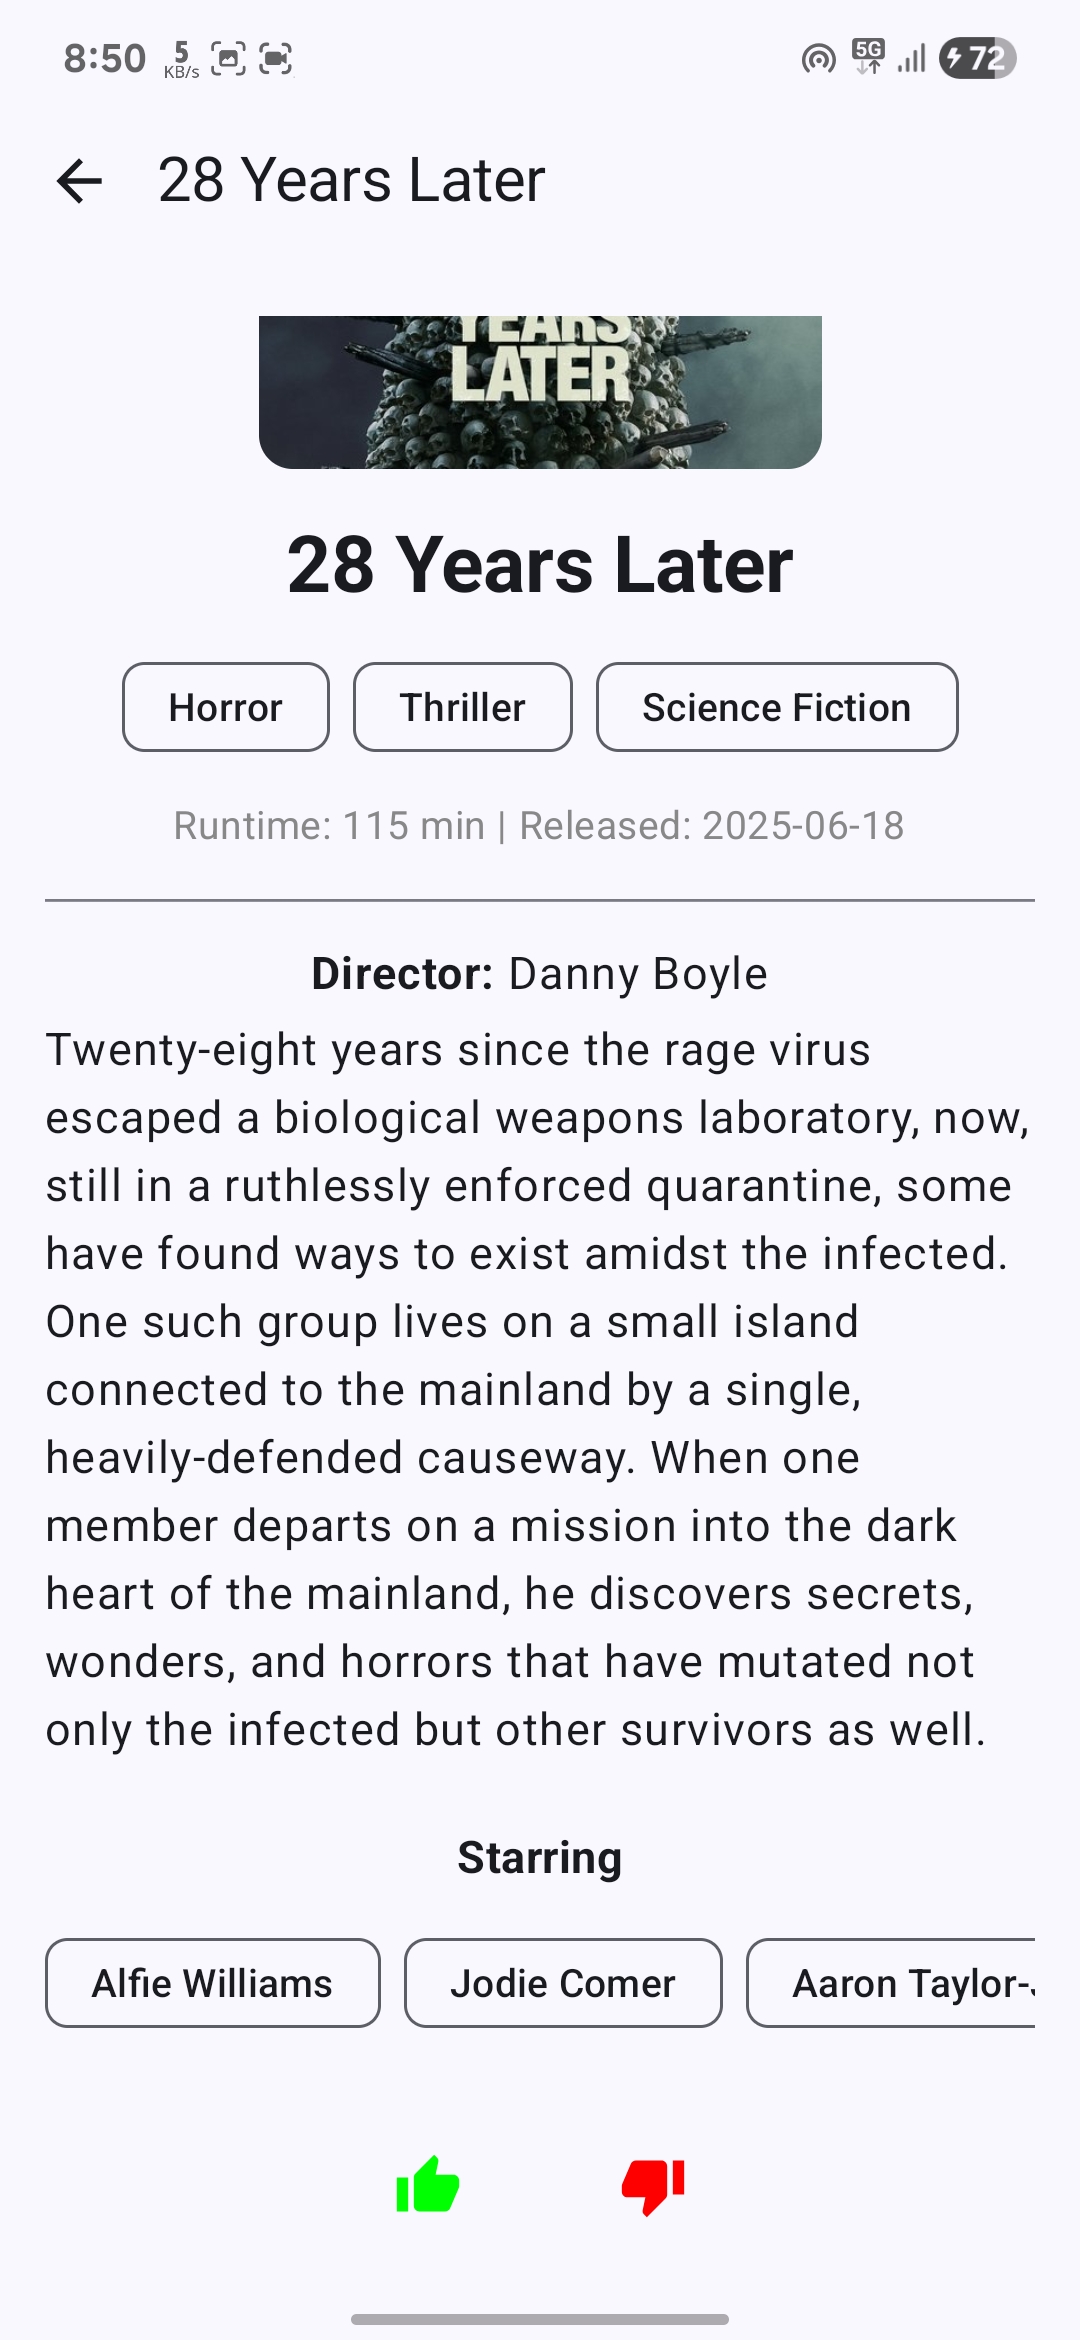 8:50 5 KB/s 5G 72
28 Years Later
YEARS
LATER
28 Years Later
Horror Thriller Science Fiction
Runtime: 115 min | Released: 2025-06-18
Director: Danny Boyle
Twenty-eight years since the rage virus
escaped a biological weapons laboratory, now,
still in a ruthlessly enforced quarantine, some
have found ways to exist amidst the infected.
One such group lives on a small island
connected to the mainland by a single,
heavily-defended causeway. When one
member departs on a mission into the dark
heart of the mainland, he discovers secrets,
wonders, and horrors that have mutated not
only the infected but other survivors as well.
Starring
Alfie Williams Jodie Comer Aaron Taylor-